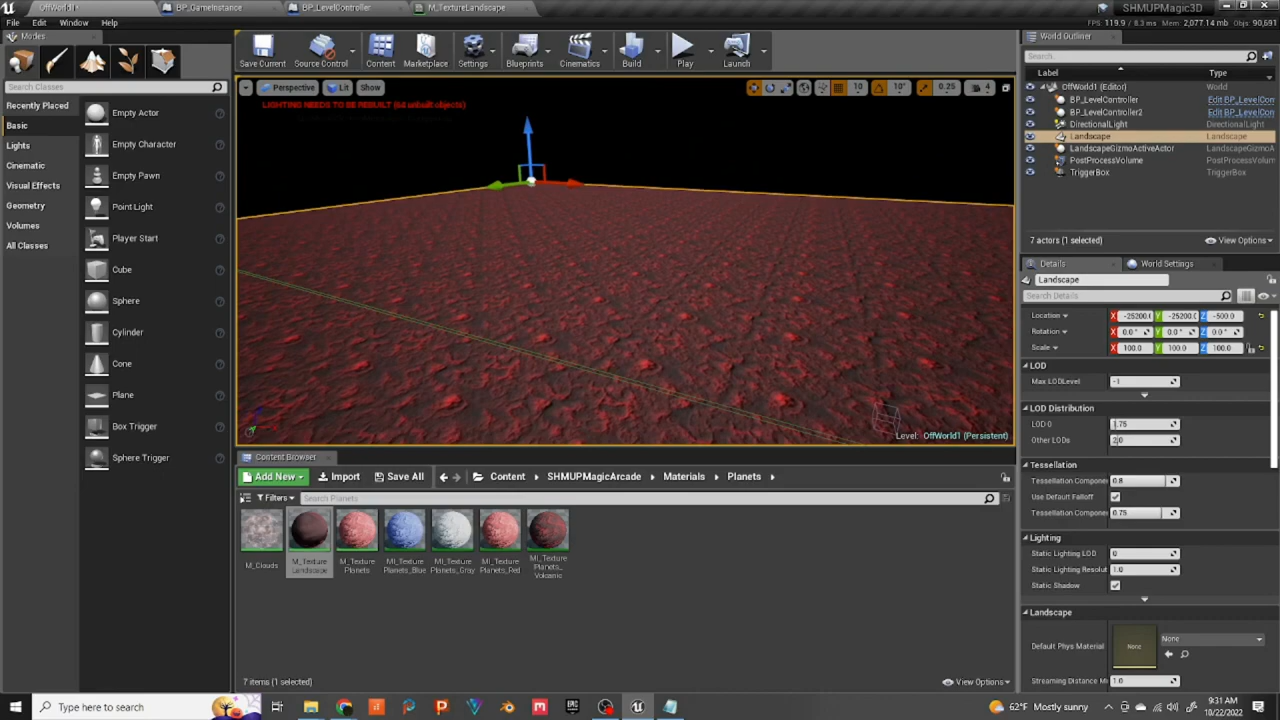 OffWorld1*
BP_GameInstance
BP_LevelController
M_TextureLandscape
SHMUPMagic3D
File
Edit
Window
Help
FPS: 119.9 / 8.3 ms
Mem: 2,077.14 mb
Objs: 90,691
Modes
Search Classes
Recently Placed
Basic
Lights
Cinematic
Visual Effects
Geometry
Volumes
All Classes
Empty Actor
Empty Character
Empty Pawn
Point Light
Player Start
Cube
Sphere
Cylinder
Cone
Plane
Box Trigger
Sphere Trigger
Save Current
Source Control
Content
Marketplace
Settings
Blueprints
Cinematics
Build
Play
Launch
Perspective
Lit
Show
10
10°
0.25
4
LIGHTING NEEDS TO BE REBUILT (64 unbuilt objects)
Level: OffWorld1 (Persistent)
Content Browser
Add New
Import
Save All
Content
SHMUPMagicArcade
Materials
Planets
Filters
Search Planets
M_Clouds
M_Texture
Landscape
M_Texture
Planets
MI_Texture
Planets_Blue
MI_Texture
Planets_Gray
MI_Texture
Planets_Red
MI_Texture
Planets_
Volcanic
7 items (1 selected)
View Options
World Outliner
Search...
Label
Type
OffWorld1 (Editor)
World
BP_LevelController
Edit BP_LevelCon
BP_LevelController2
Edit BP_LevelCon
DirectionalLight
DirectionalLight
Landscape
Landscape
LandscapeGizmoActiveActor
LandscapeGizmoA
PostProcessVolume
PostProcessVolum
TriggerBox
TriggerBox
7 actors (1 selected)
View Options
Details
World Settings
Landscape
Search Details
Location
X -25200.0
Y -25200.0
Z -500.0
Rotation
X 0.0 °
Y 0.0 °
Z 0.0 °
Scale
X 100.0
Y 100.0
Z 100.0
LOD
Max LODLevel
-1
LOD Distribution
LOD 0
1.75
Other LODs
2.0
Tessellation
Tessellation Compone
0.8
Use Default Falloff
Tessellation Compone
0.75
Lighting
Static Lighting LOD
0
Static Lighting Resolut
1.0
Static Shadow
Landscape
Default Phys Material
None
None
Streaming Distance M
1.0
Type here to search
62°F Mostly sunny
9:31 AM
10/22/2022